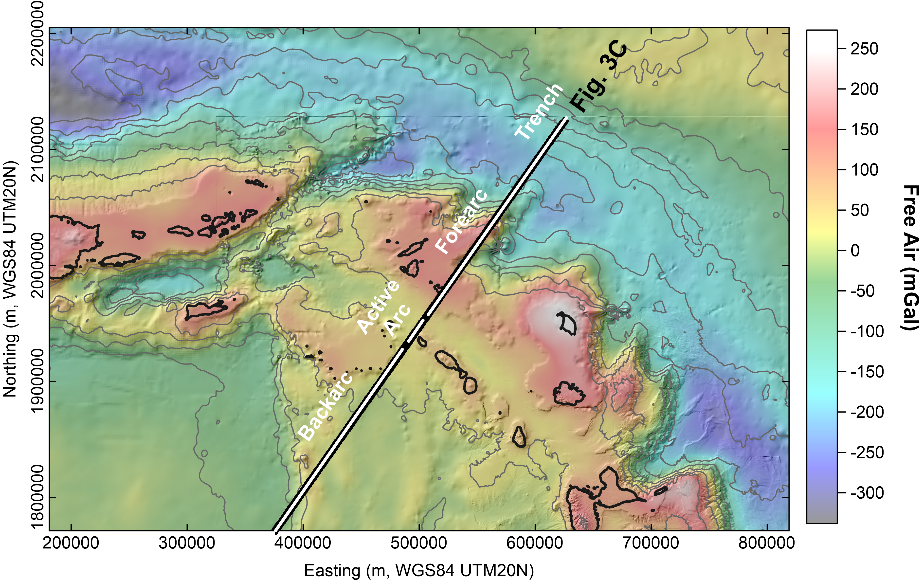 2200000
2100000
2000000
1900000
1800000
Northing (m, WGS84 UTM20N)
200000
300000
400000
500000
600000
700000
800000
Easting (m, WGS84 UTM20N)
Fig. 3C
Trench
Forearc
Active
Arc
Backarc
250
200
150
100
50
0
-50
-100
-150
-200
-250
-300
Free Air (mGal)